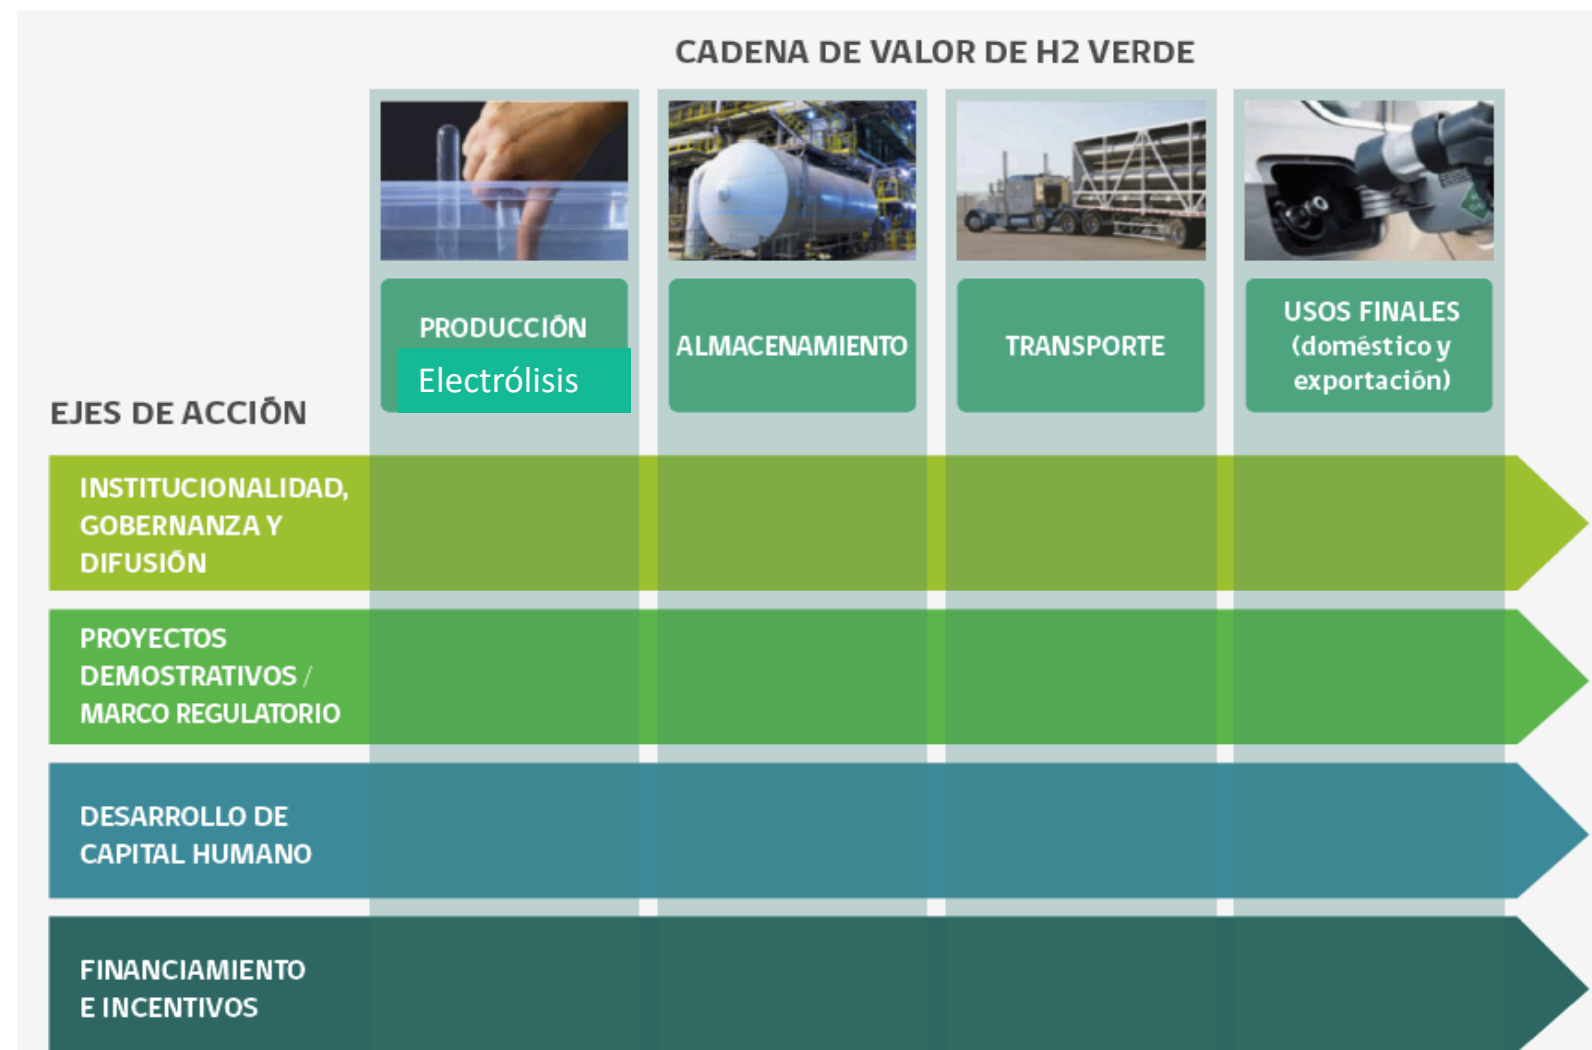 CADENA DE VALOR DE H2 VERDE
PRODUCCIÓN
Electrólisis
ALMACENAMIENTO
TRANSPORTE
USOS FINALES
(doméstico y
exportación)
EJES DE ACCIÓN
INSTITUCIONALIDAD,
GOBERNANZA Y
DIFUSIÓN
PROYECTOS
DEMOSTRATIVOS /
MARCO REGULATORIO
DESARROLLO DE
CAPITAL HUMANO
FINANCIAMIENTO
E INCENTIVOS